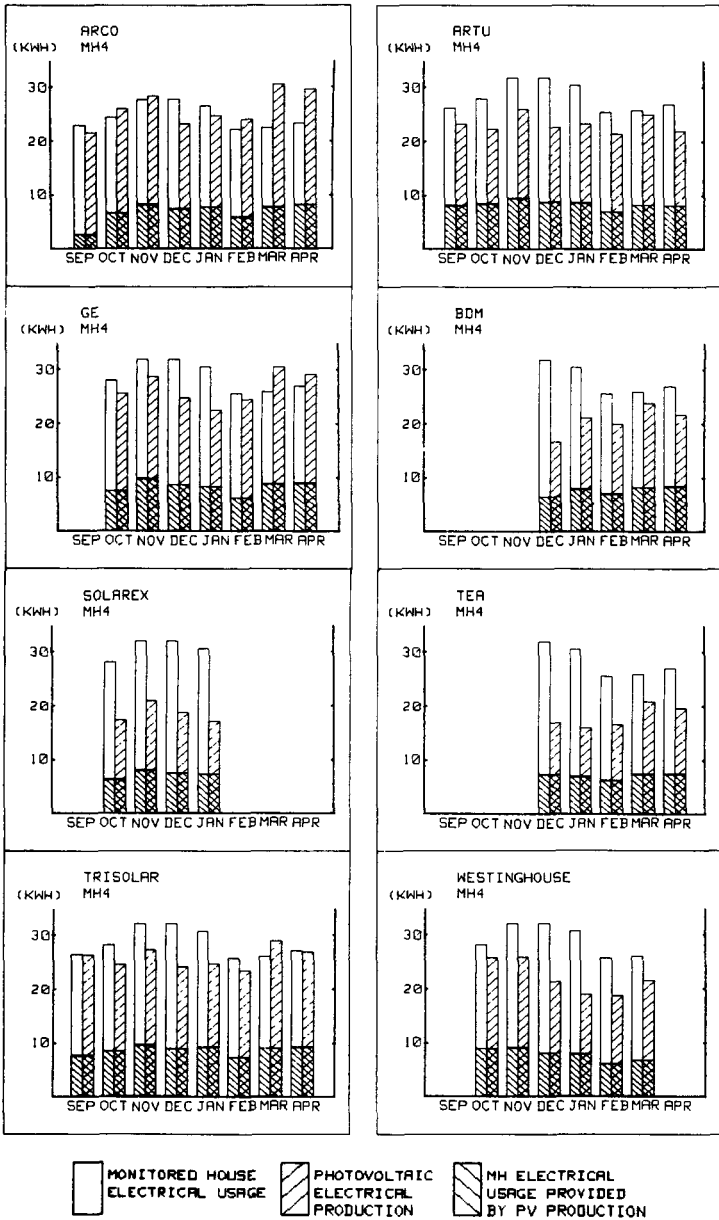 ARCO
(KWH) MH4
30
20
10
SEP OCT NOV DEC JAN FEB MAR APR
ARTU
(KWH) MH4
30
20
10
SEP OCT NOV DEC JAN FEB MAR APR
GE
(KWH) MH4
30
20
10
SEP OCT NOV DEC JAN FEB MAR APR
BDM
(KWH) MH4
30
20
10
SEP OCT NOV DEC JAN FEB MAR APR
SOLAREX
(KWH) MH4
30
20
10
SEP OCT NOV DEC JAN FEB MAR APR
TEA
(KWH) MH4
30
20
10
SEP OCT NOV DEC JAN FEB MAR APR
TRISOLAR
(KWH) MH4
30
20
10
SEP OCT NOV DEC JAN FEB MAR APR
WESTINGHOUSE
(KWH) MH4
30
20
10
SEP OCT NOV DEC JAN FEB MAR APR
MONITORED HOUSE
ELECTRICAL USAGE
PHOTOVOLTAIC
ELECTRICAL
PRODUCTION
MH ELECTRICAL
USAGE PROVIDED
BY PV PRODUCTION